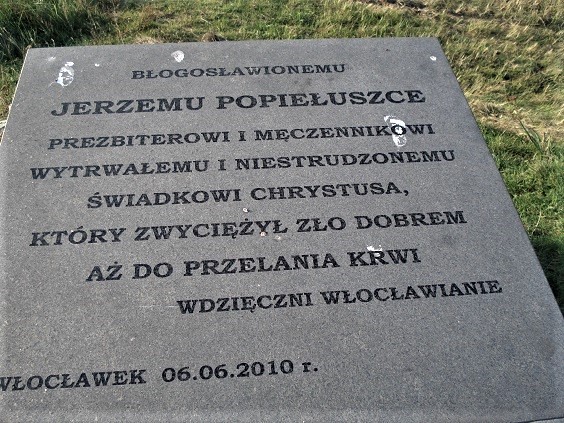 BŁOGOSŁAWIONEMU
JERZEMU POPIEŁUSZCE
PREZBITEROWI I MĘCZENNIKOWI
WYTRWAŁEMU I NIESTRUDZONEMU
ŚWIADKOWI CHRYSTUSA,
KTÓRY ZWYCIĘŻYŁ ZŁO DOBREM
AŻ DO PRZELANIA KRWI
WDZIĘCZNI WŁOCŁAWIANIE
WŁOCŁAWEK 06.06.2010 r.